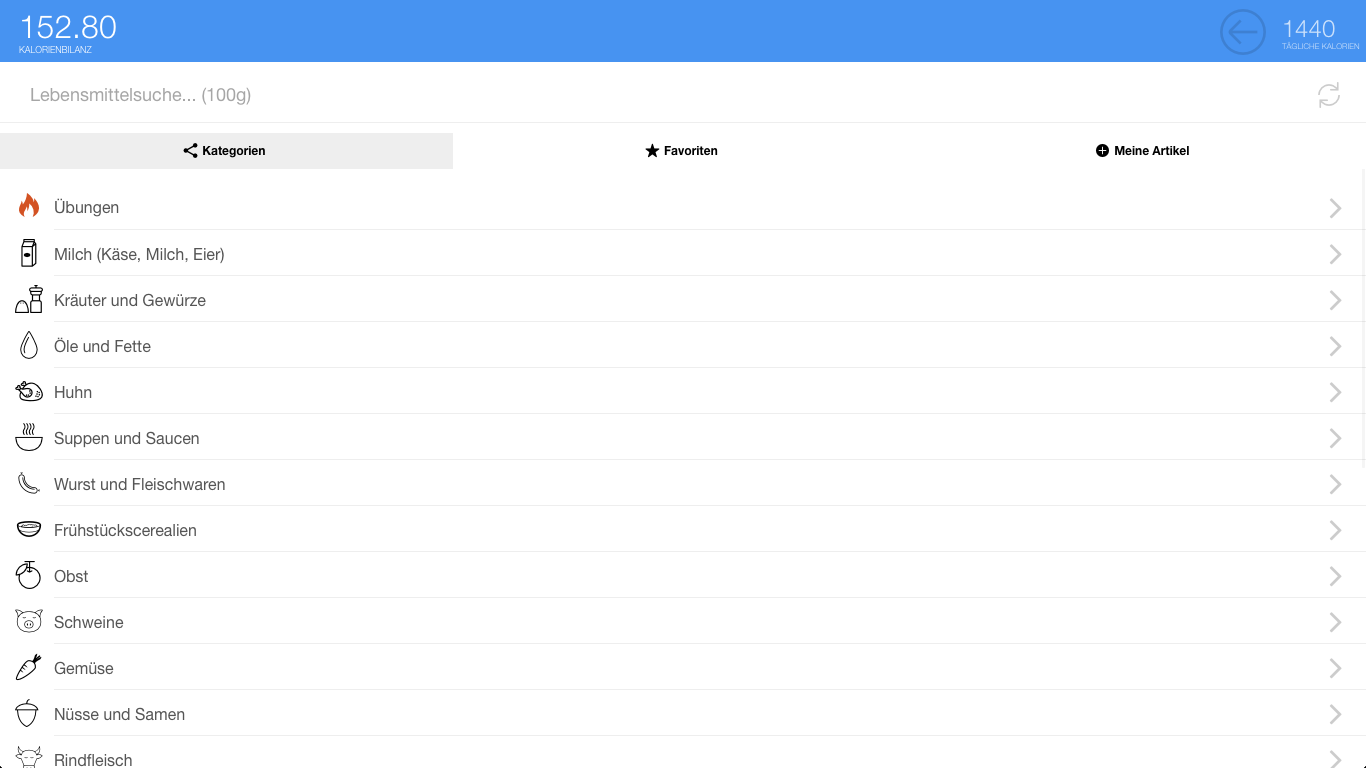 152.80
KALORIENBILANZ
1440
TÄGLICHE KALORIEN
Lebensmittelsuche... (100g)
Kategorien
Favoriten
Meine Artikel
Übungen
Milch (Käse, Milch, Eier)
Kräuter und Gewürze
Öle und Fette
Huhn
Suppen und Saucen
Wurst und Fleischwaren
Frühstückscerealien
Obst
Schweine
Gemüse
Nüsse und Samen
Rindfleisch